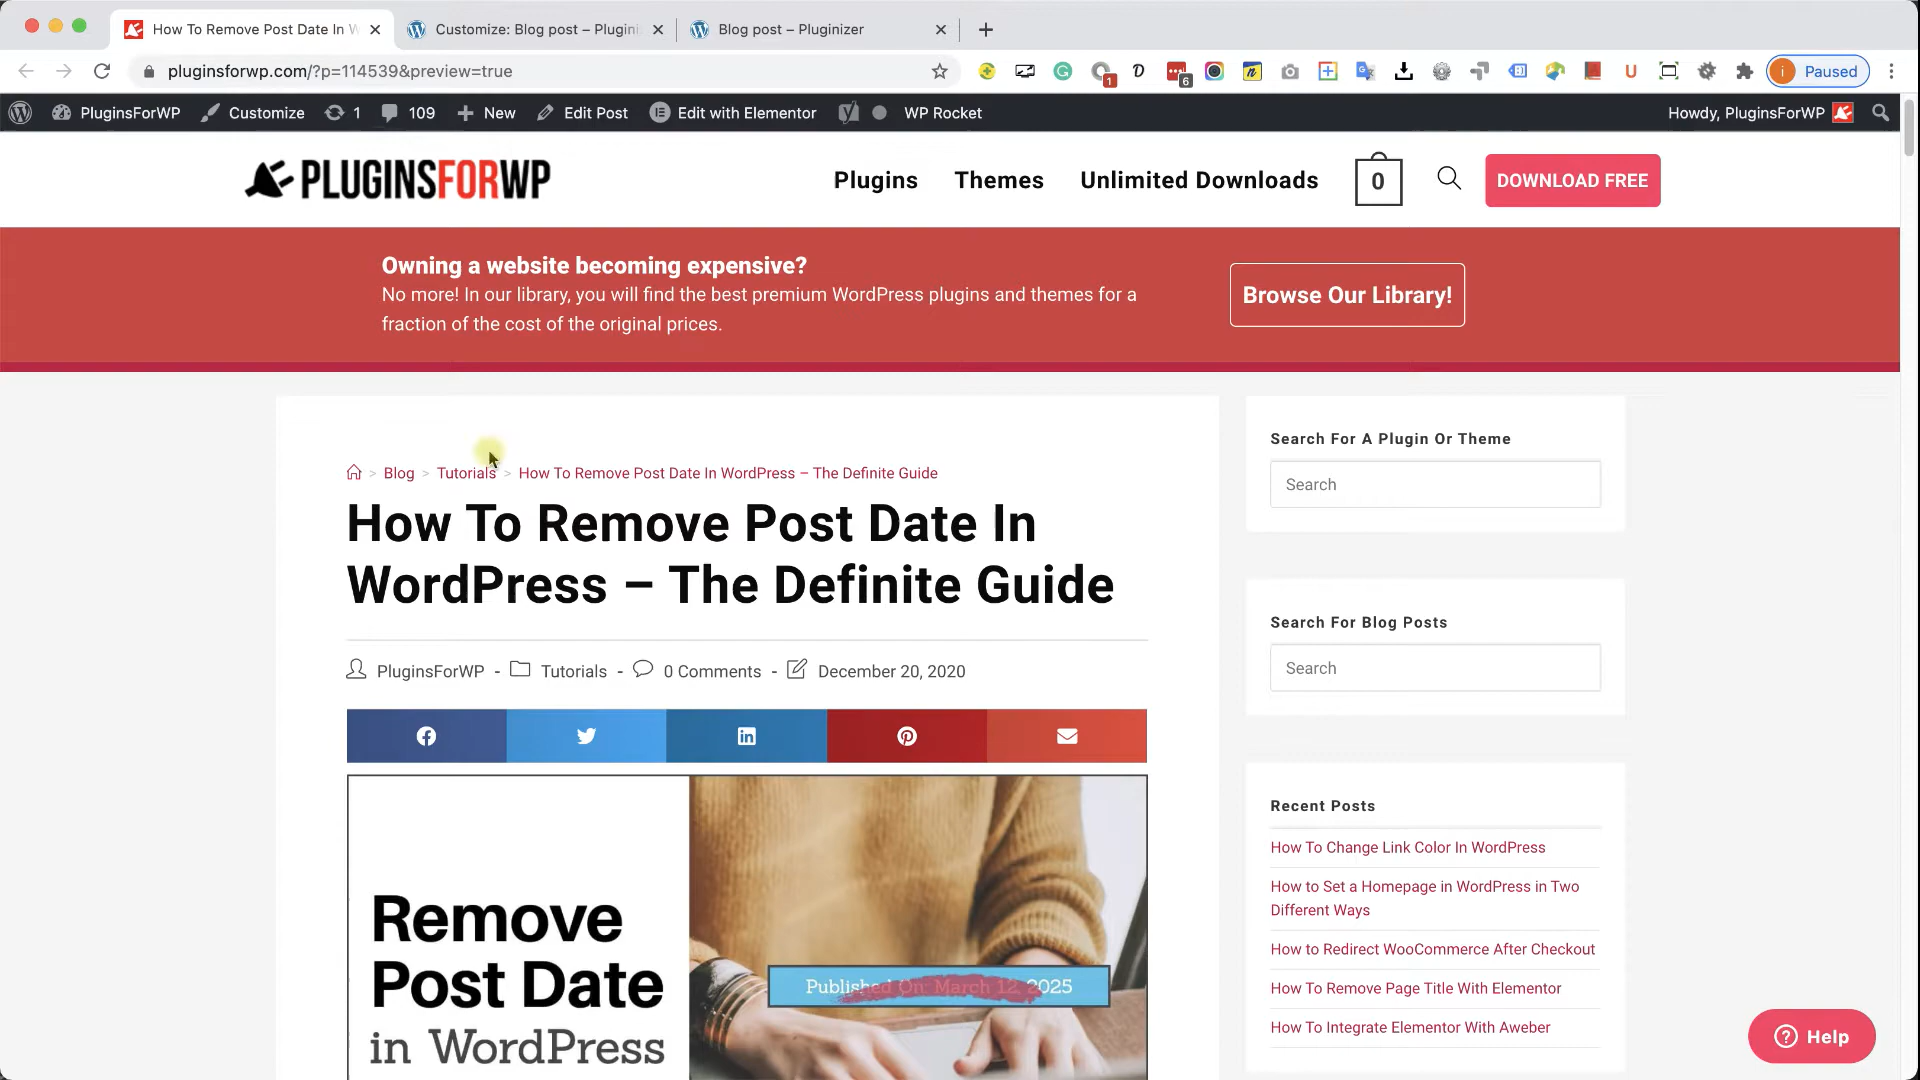 How To Remove Post Date In W
Customize: Blog post – Plugini
Blog post – Pluginizer
pluginsforwp.com/?p=114539&preview=true
1
6
i Paused
PluginsForWP
Customize
1
109
New
Edit Post
Edit with Elementor
WP Rocket
Howdy, PluginsForWP
PLUGINSFORWP
Plugins
Themes
Unlimited Downloads
0
DOWNLOAD FREE
Owning a website becoming expensive?
No more! In our library, you will find the best premium WordPress plugins and themes for a
fraction of the cost of the original prices.
Browse Our Library!
> Blog > Tutorials > How To Remove Post Date In WordPress – The Definite Guide
How To Remove Post Date In
WordPress – The Definite Guide
PluginsForWP - Tutorials - 0 Comments - December 20, 2020
Remove
Post Date
in WordPress
Published On: March 12, 2025
Search For A Plugin Or Theme
Search
Search For Blog Posts
Search
Recent Posts
How To Change Link Color In WordPress
How to Set a Homepage in WordPress in Two
Different Ways
How to Redirect WooCommerce After Checkout
How To Remove Page Title With Elementor
How To Integrate Elementor With Aweber
Help